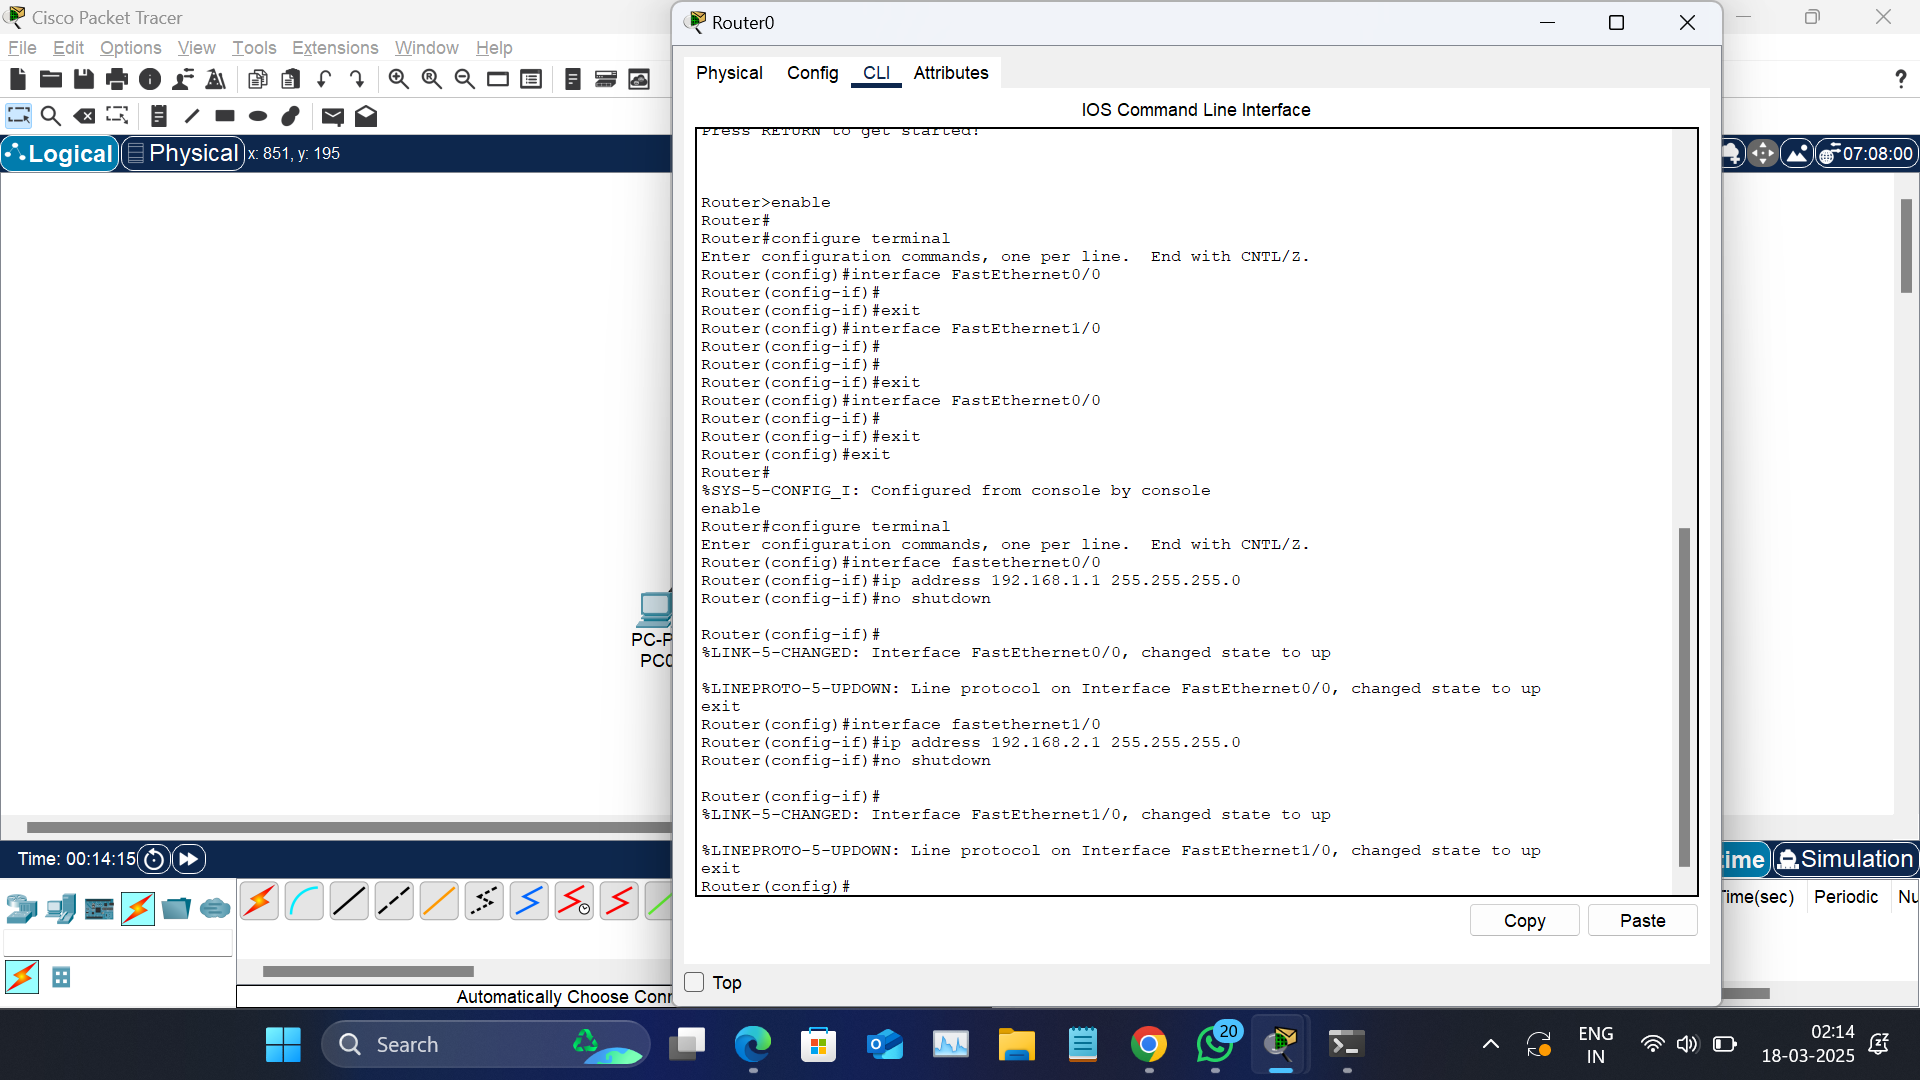 Cisco Packet Tracer
File Edit Options View Tools Extensions Window Help
Logical Physical x: 851, y: 195
Router0
Physical Config CLI Attributes
IOS Command Line Interface
Press RETURN to get started!
Router>enable
Router#
Router#configure terminal
Enter configuration commands, one per line.  End with CNTL/Z.
Router(config)#interface FastEthernet0/0
Router(config-if)#
Router(config-if)#exit
Router(config)#interface FastEthernet1/0
Router(config-if)#
Router(config-if)#
Router(config-if)#exit
Router(config)#interface FastEthernet0/0
Router(config-if)#
Router(config-if)#exit
Router(config)#exit
Router#
%SYS-5-CONFIG_I: Configured from console by console
enable
Router#configure terminal
Enter configuration commands, one per line.  End with CNTL/Z.
Router(config)#interface fastethernet0/0
Router(config-if)#ip address 192.168.1.1 255.255.255.0
Router(config-if)#no shutdown
Router(config-if)#
%LINK-5-CHANGED: Interface FastEthernet0/0, changed state to up
%LINEPROTO-5-UPDOWN: Line protocol on Interface FastEthernet0/0, changed state to up
exit
Router(config)#interface fastethernet1/0
Router(config-if)#ip address 192.168.2.1 255.255.255.0
Router(config-if)#no shutdown
Router(config-if)#
%LINK-5-CHANGED: Interface FastEthernet1/0, changed state to up
%LINEPROTO-5-UPDOWN: Line protocol on Interface FastEthernet1/0, changed state to up
exit
Router(config)#
Copy Paste
Top
?
07:08:00
PC-P
PC0
Time: 00:14:15
ime Simulation
Time(sec) Periodic Nu
Automatically Choose Conn
Search
20
ENG
IN
02:14
18-03-2025